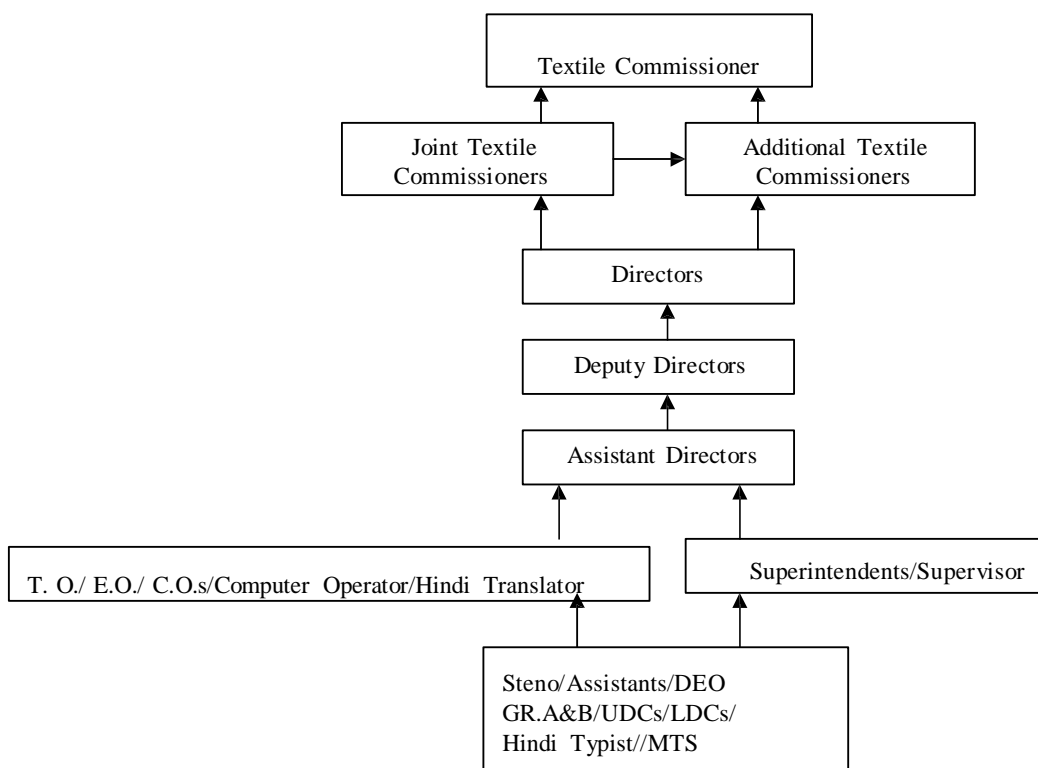 Textile Commissioner
Joint Textile
Commissioners
Additional Textile
Commissioners
Directors
Deputy Directors
Assistant Directors
T. O./ E.O./ C.O.s/Computer Operator/Hindi Translator
Superintendents/Supervisor
Steno/Assistants/DEO
GR.A&B/UDCs/LDCs/
Hindi Typist//MTS